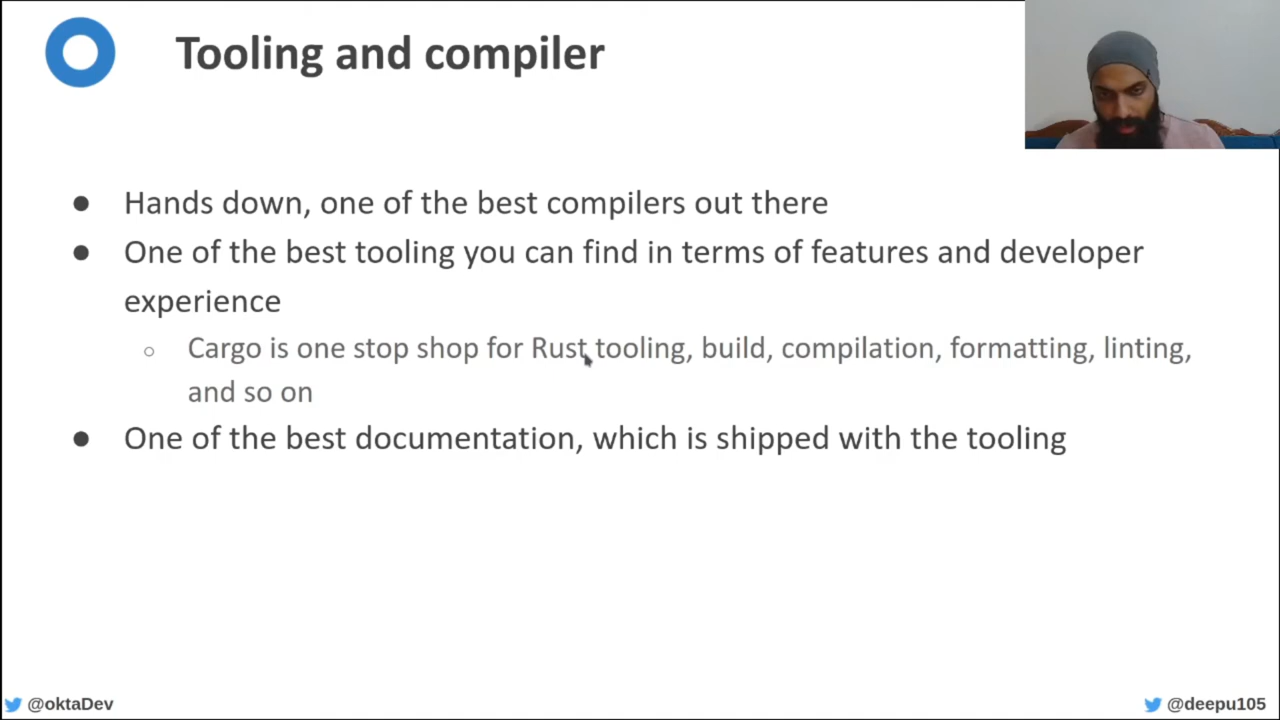 Tooling and compiler
● Hands down, one of the best compilers out there
● One of the best tooling you can find in terms of features and developer
experience
○ Cargo is one stop shop for Rust tooling, build, compilation, formatting, linting,
and so on
● One of the best documentation, which is shipped with the tooling
@oktaDev
@deepu105